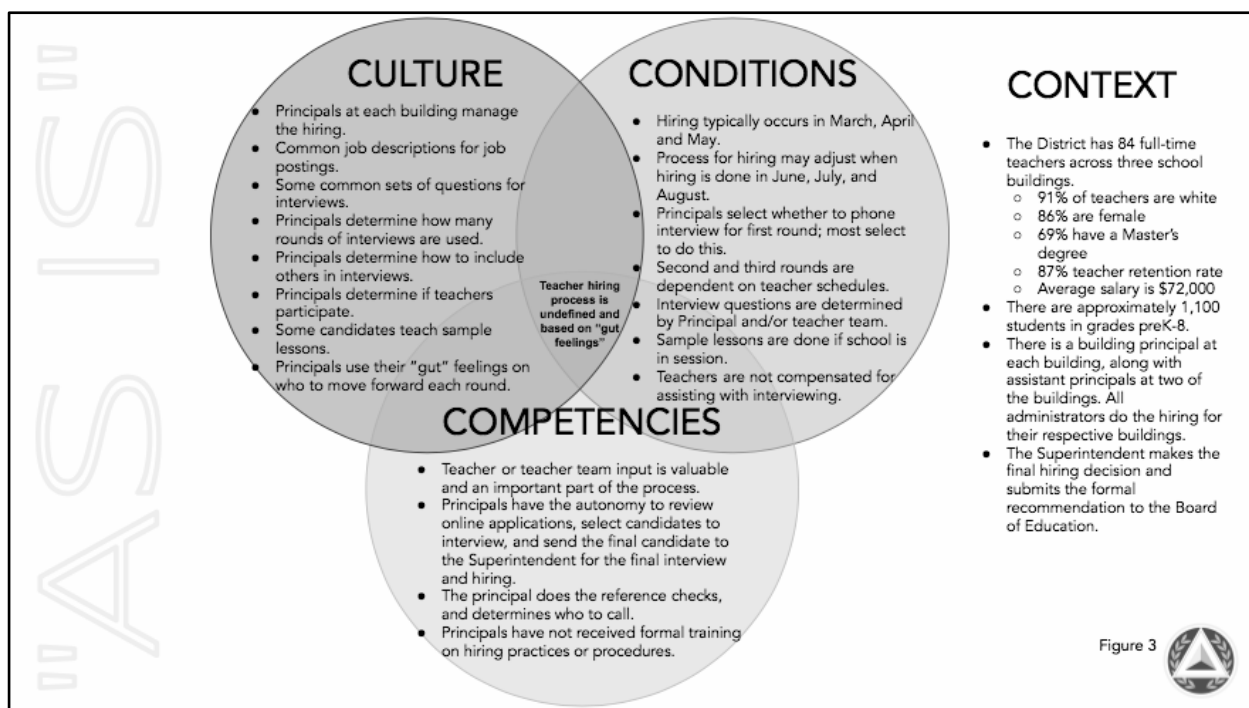 "AS IS"
CULTURE
• Principals at each building manage
the hiring.
• Common job descriptions for job
postings.
• Some common sets of questions for
interviews.
• Principals determine how many
rounds of interviews are used.
• Principals determine how to include
others in interviews.
• Principals determine if teachers
participate.
• Some candidates teach sample
lessons.
• Principals use their "gut" feelings on
who to move forward each round.
CONDITIONS
• Hiring typically occurs in March, April
and May.
• Process for hiring may adjust when
hiring is done in June, July, and
August.
• Principals select whether to phone
interview for first round; most select
to do this.
• Second and third rounds are
dependent on teacher schedules.
• Interview questions are determined
by Principal and/or teacher team.
• Sample lessons are done if school is
in session.
• Teachers are not compensated for
assisting with interviewing.
Teacher hiring
process is
undefined and
based on "gut
feelings"
COMPETENCIES
• Teacher or teacher team input is valuable
and an important part of the process.
• Principals have the autonomy to review
online applications, select candidates to
interview, and send the final candidate to
the Superintendent for the final interview
and hiring.
• The principal does the reference checks,
and determines who to call.
• Principals have not received formal training
on hiring practices or procedures.
CONTEXT
• The District has 84 full-time
teachers across three school
buildings.
○ 91% of teachers are white
○ 86% are female
○ 69% have a Master's
degree
○ 87% teacher retention rate
○ Average salary is $72,000
• There are approximately 1,100
students in grades preK-8.
• There is a building principal at
each building, along with
assistant principals at two of
the buildings. All
administrators do the hiring for
their respective buildings.
• The Superintendent makes the
final hiring decision and
submits the formal
recommendation to the Board
of Education.
Figure 3